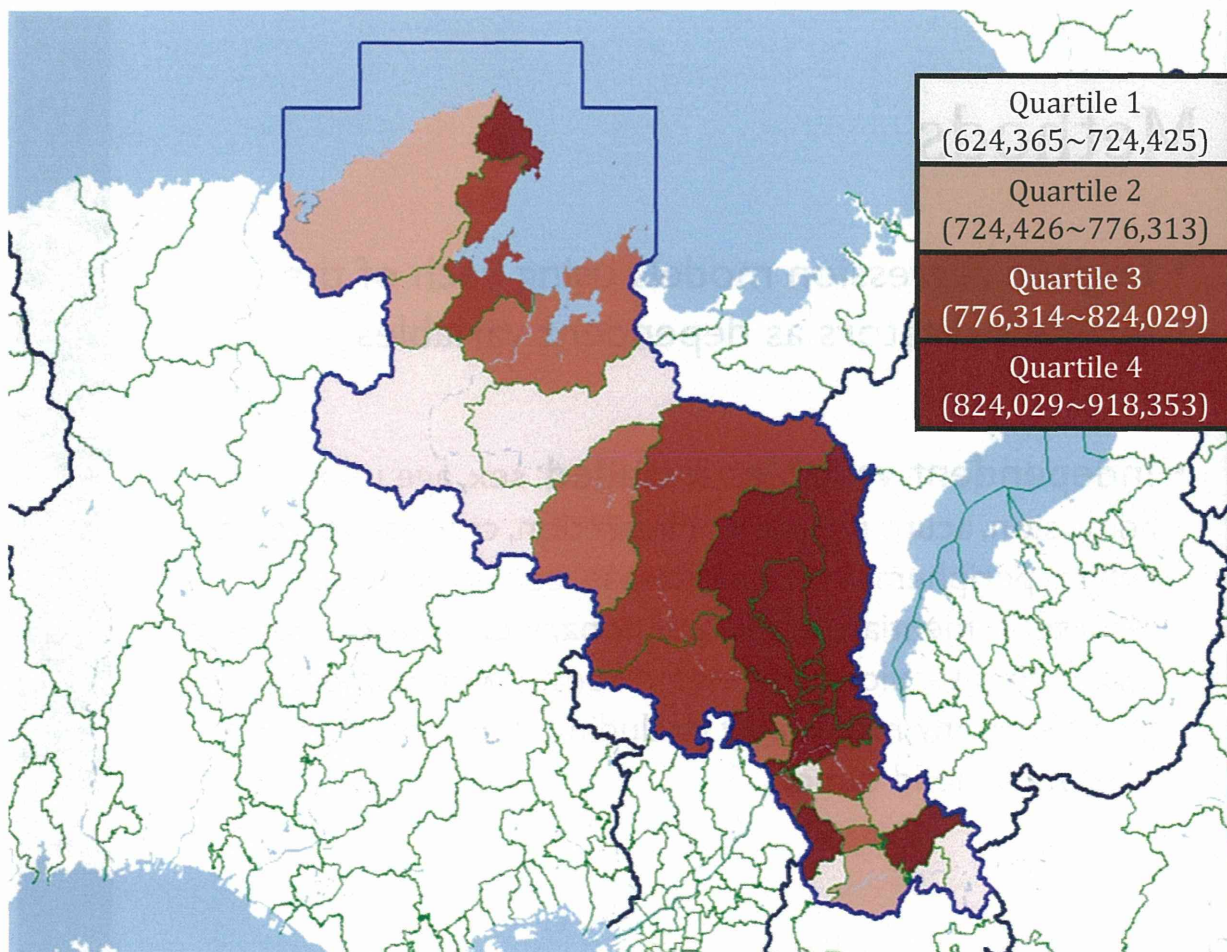 Quartile 1
(624,365~724,425)
Quartile 2
(724,426~776,313)
Quartile 3
(776,314~824,029)
Quartile 4
(824,029~918,353)